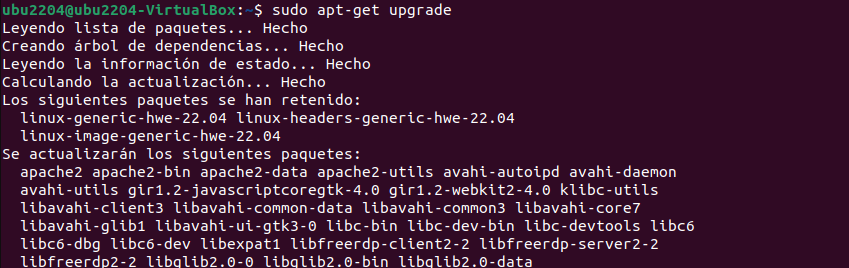 ubu2204@ubu2204-VirtualBox:~$ sudo apt-get upgrade
Leyendo lista de paquetes... Hecho
Creando árbol de dependencias... Hecho
Leyendo la información de estado... Hecho
Calculando la actualización... Hecho
Los siguientes paquetes se han retenido:
  linux-generic-hwe-22.04 linux-headers-generic-hwe-22.04
  linux-image-generic-hwe-22.04
Se actualizarán los siguientes paquetes:
  apache2 apache2-bin apache2-data apache2-utils avahi-autoipd avahi-daemon
  avahi-utils gir1.2-javascriptcoregtk-4.0 gir1.2-webkit2-4.0 klibc-utils
  libavahi-client3 libavahi-common-data libavahi-common3 libavahi-core7
  libavahi-glib1 libavahi-ui-gtk3-0 libc-bin libc-dev-bin libc-devtools libc6
  libc6-dbg libc6-dev libexpat1 libfreerdp-client2-2 libfreerdp-server2-2
  libfreerdp2-2 libglib2.0-0 libglib2.0-bin libglib2.0-data